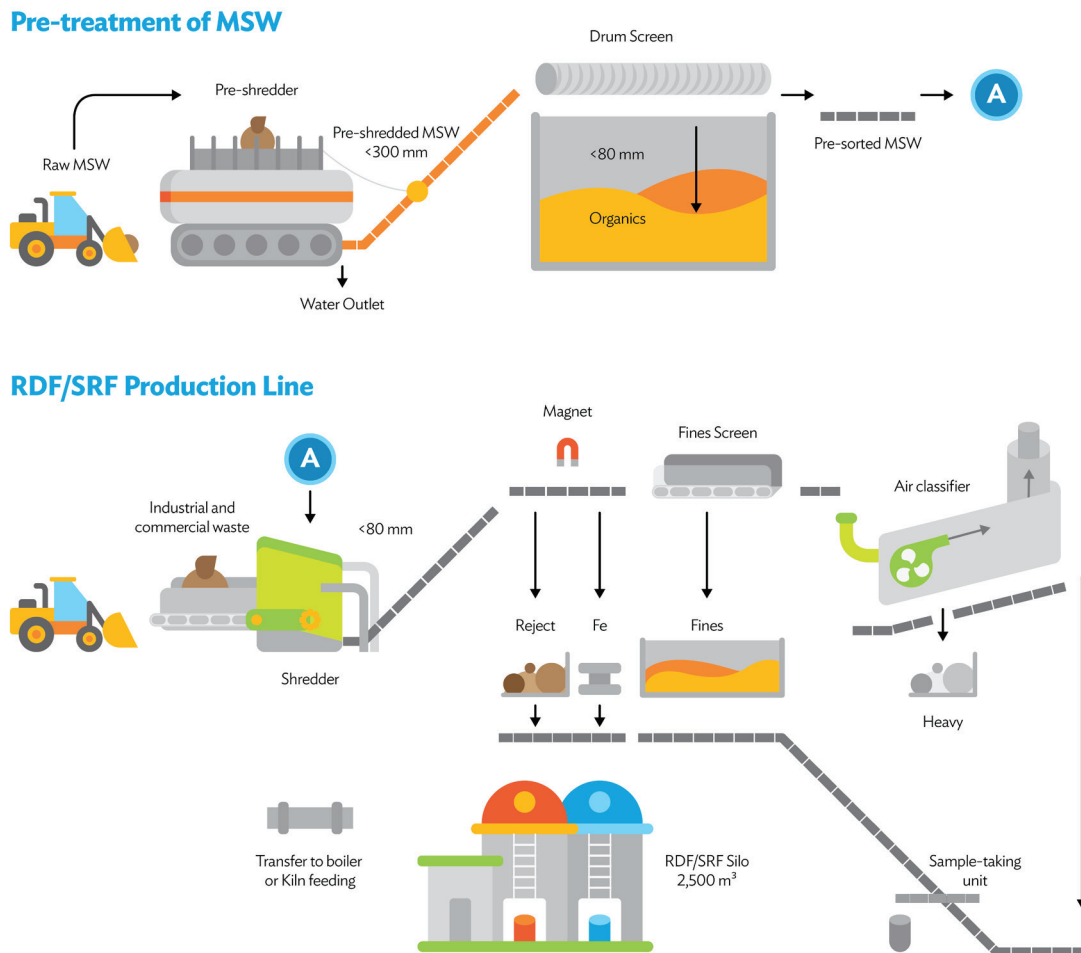 Pre-treatment of MSW
Drum Screen
Pre-shredder
A
Pre-shredded MSW
<300 mm
Raw MSW
Pre-sorted MSW
<80 mm
Organics
Water Outlet
RDF/SRF Production Line
Magnet
Fines Screen
A
Air classifier
Industrial and
commercial waste
<80 mm
Reject
Fe
Fines
Shredder
Heavy
Transfer to boiler
or Kiln feeding
RDF/SRF Silo
2,500 m³
Sample-taking
unit